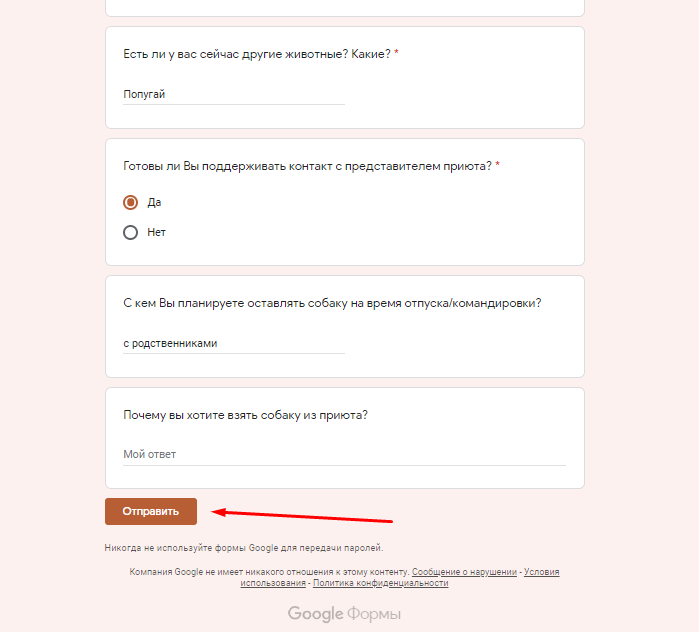 Есть ли у вас сейчас другие животные? Какие? *
Попугай
Готовы ли Вы поддерживать контакт с представителем приюта? *
Да
Нет
С кем Вы планируете оставлять собаку на время отпуска/командировки?
с родственниками
Почему вы хотите взять собаку из приюта?
Мой ответ
Отправить
Никогда не используйте формы Google для передачи паролей.
Компания Google не имеет никакого отношения к этому контенту. Сообщение о нарушении - Условия
использования - Политика конфиденциальности
Google Формы